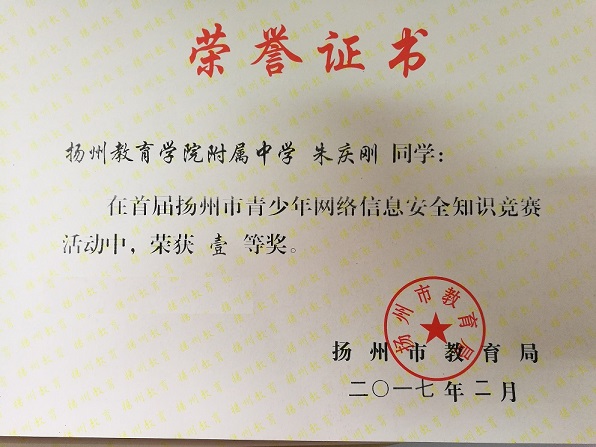 荣誉证书
扬州教育学院附属中学 朱庆刚 同学：
在首届扬州市青少年网络信息安全知识竞赛
活动中，荣获 壹 等奖。
扬州市教育局
扬州市教育局
二〇一七年二月